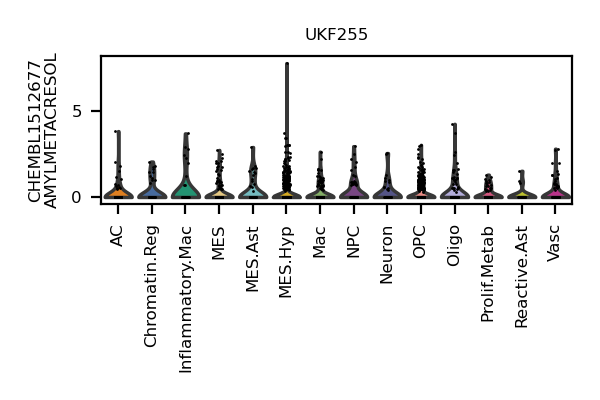 UKF255
CHEMBL1512677
AMYLMETACRESOL
5
0
AC
Chromatin.Reg
Inflammatory.Mac
MES
MES.Ast
MES.Hyp
Mac
NPC
Neuron
OPC
Oligo
Prolif.Metab
Reactive.Ast
Vasc